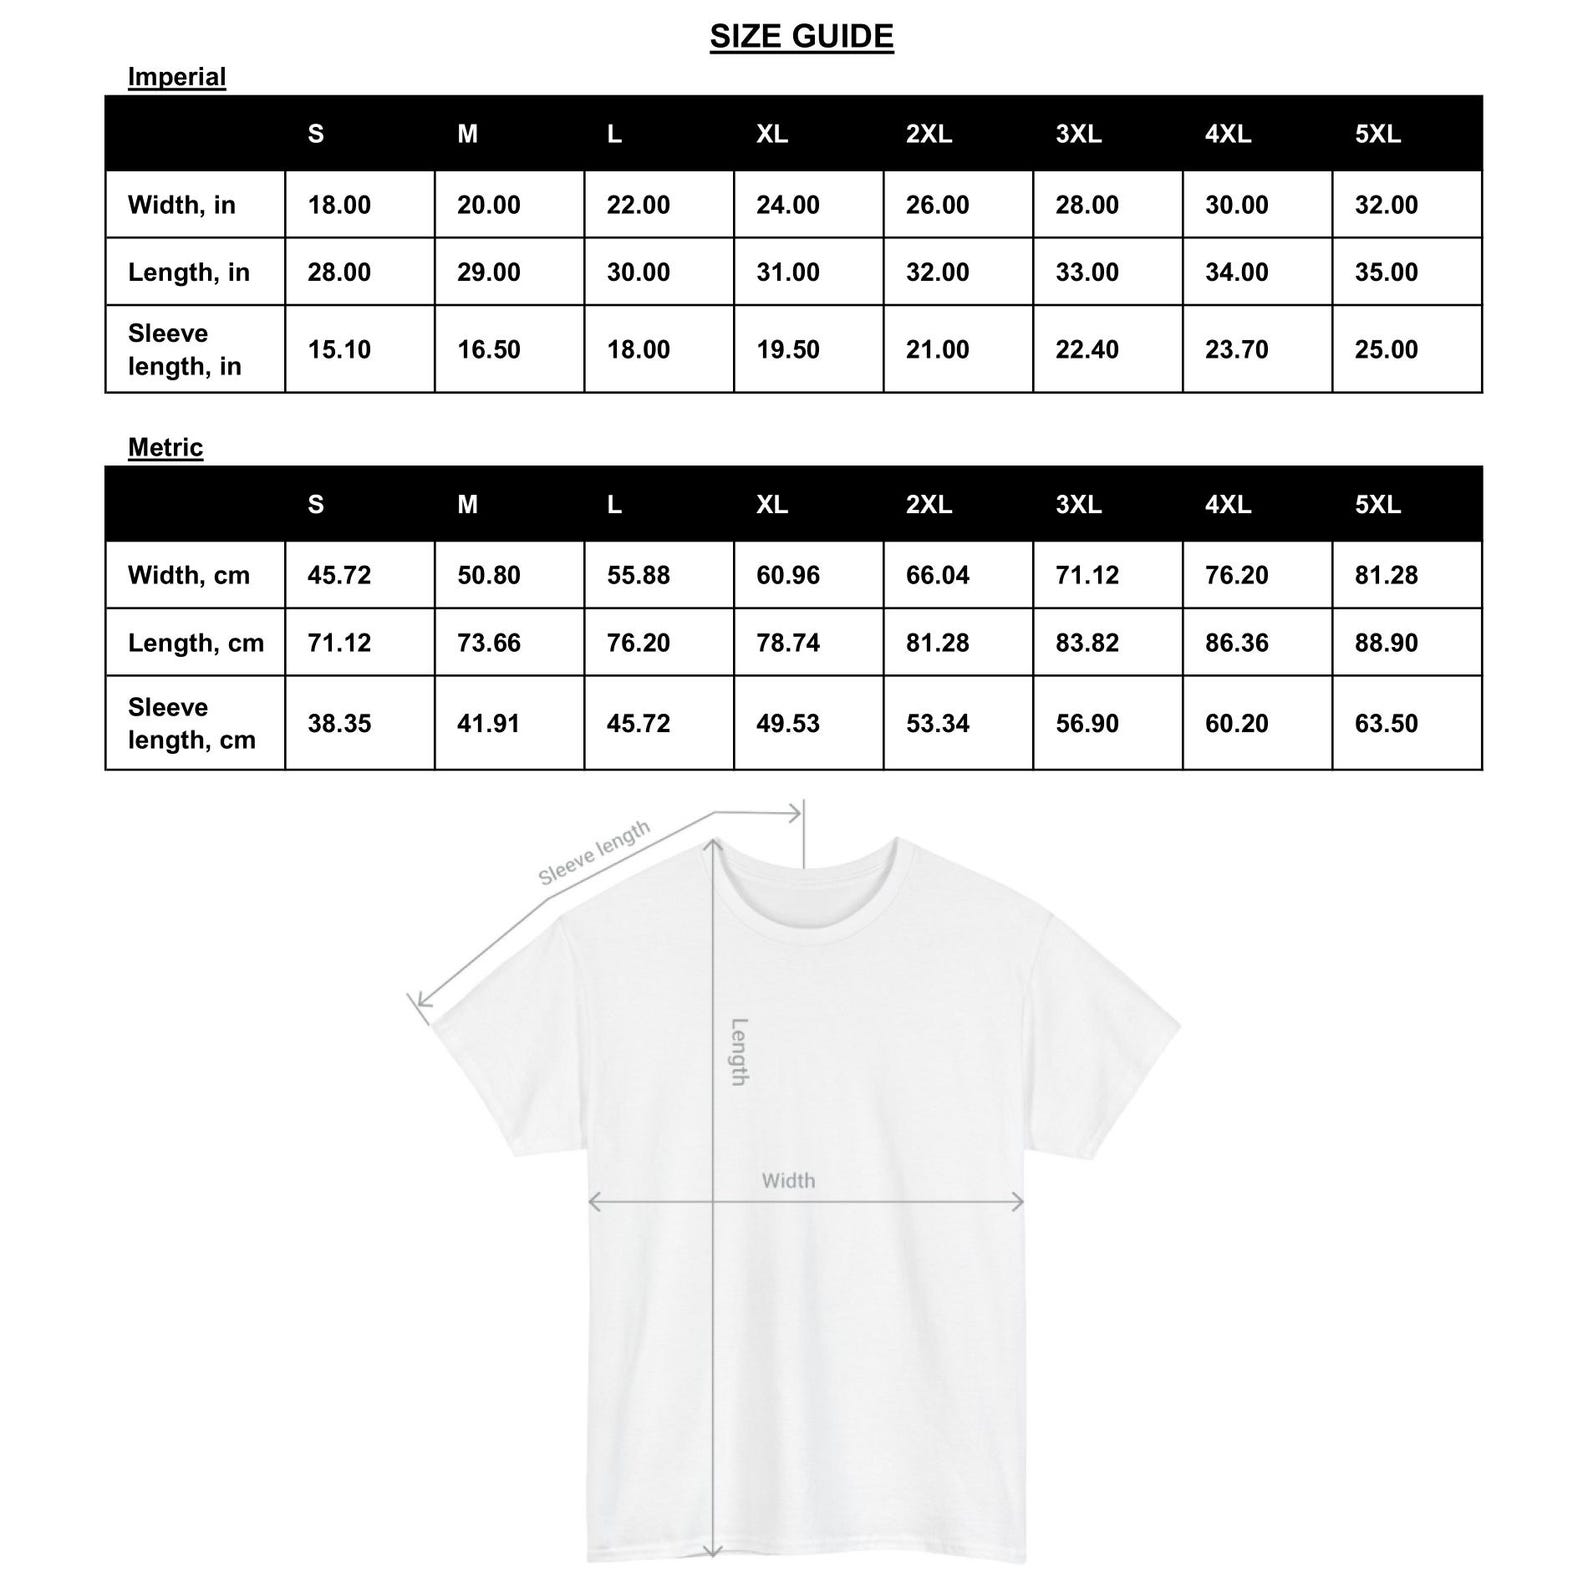 SIZE GUIDE
Imperial
S M L XL 2XL 3XL 4XL 5XL
Width, in 18.00 20.00 22.00 24.00 26.00 28.00 30.00 32.00
Length, in 28.00 29.00 30.00 31.00 32.00 33.00 34.00 35.00
Sleeve
length, in 15.10 16.50 18.00 19.50 21.00 22.40 23.70 25.00
Metric
S M L XL 2XL 3XL 4XL 5XL
Width, cm 45.72 50.80 55.88 60.96 66.04 71.12 76.20 81.28
Length, cm 71.12 73.66 76.20 78.74 81.28 83.82 86.36 88.90
Sleeve
length, cm 38.35 41.91 45.72 49.53 53.34 56.90 60.20 63.50
Sleeve length
Length
Width